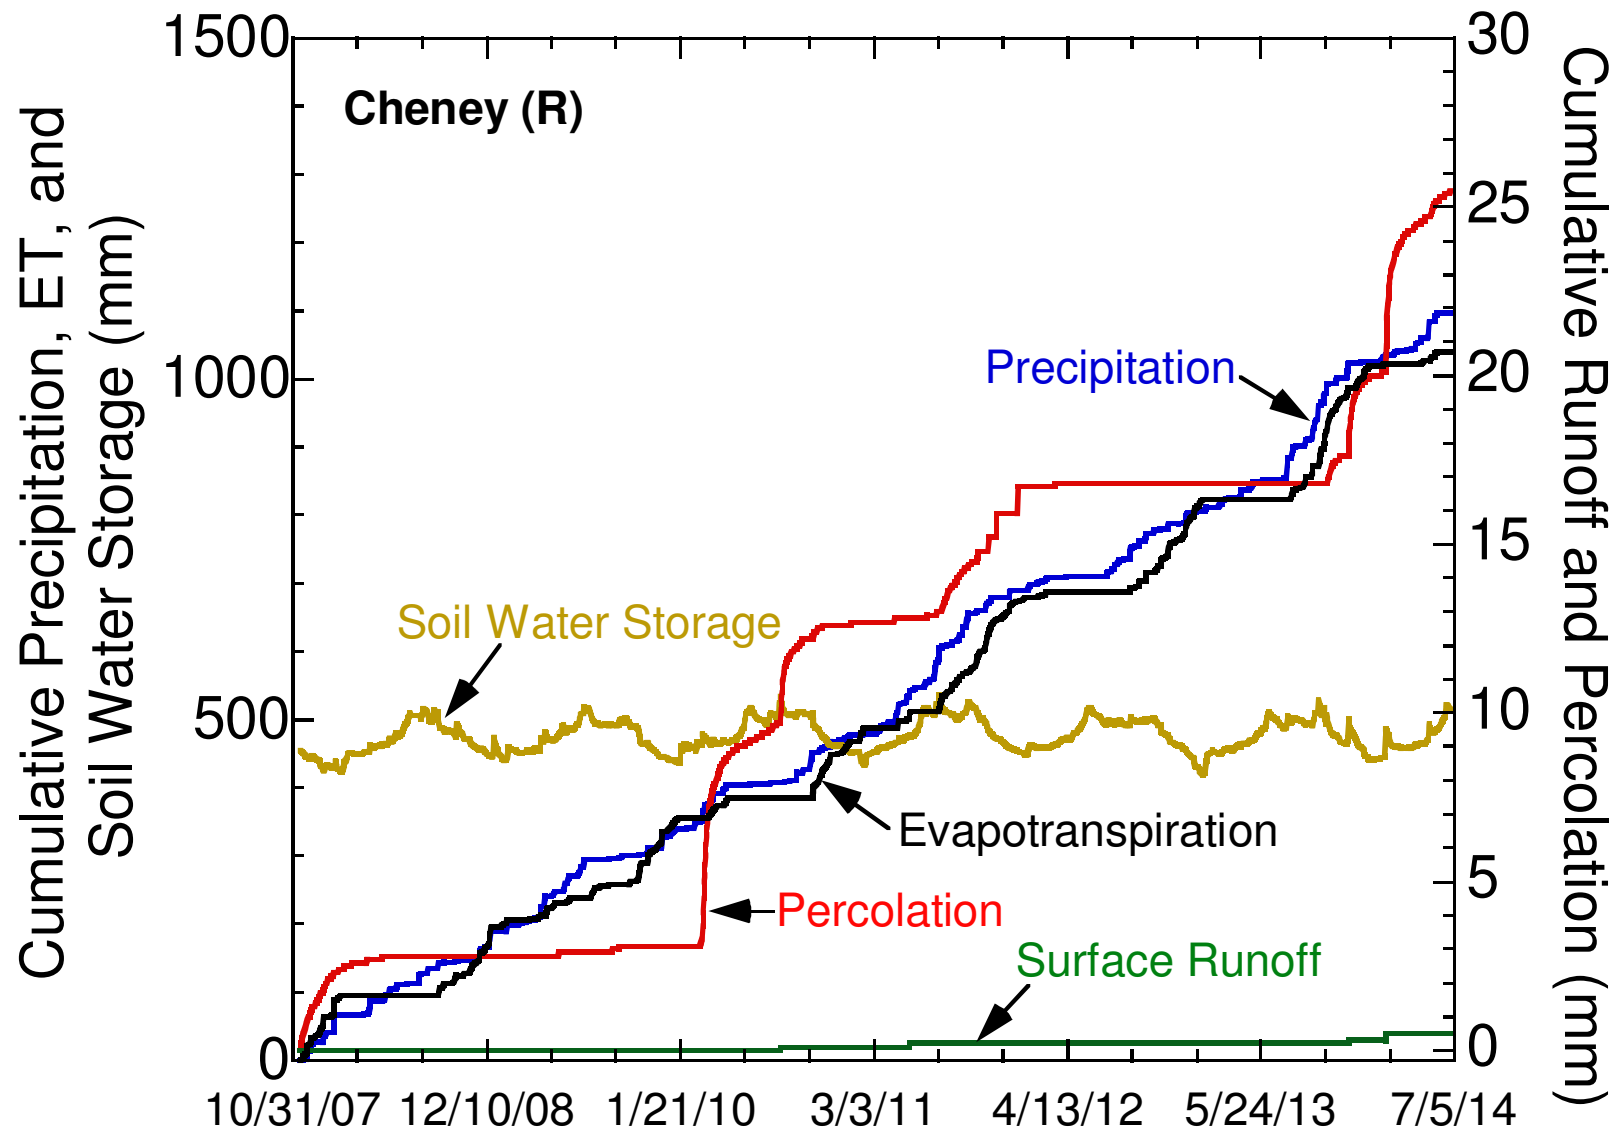 Cumulative Precipitation, ET, and
Soil Water Storage (mm)
1500
1000
500
0
Cheney (R)
Precipitation
Soil Water Storage
Evapotranspiration
Percolation
Surface Runoff
30
25
20
15
10
5
0
Cumulative Runoff and Percolation (mm)
10/31/07 12/10/08 1/21/10 3/3/11 4/13/12 5/24/13 7/5/14